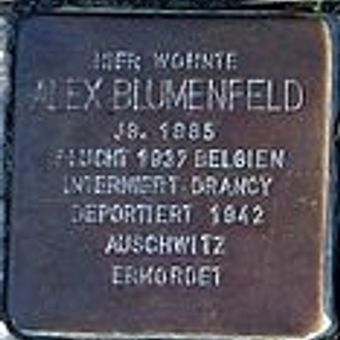 HIER WOHNTE
ALEX BLUMENFELD
JG. 1885
FLUCHT 1937 BELGIEN
INTERNIERT DRANCY
DEPORTIERT 1942
AUSCHWITZ
ERMORDET